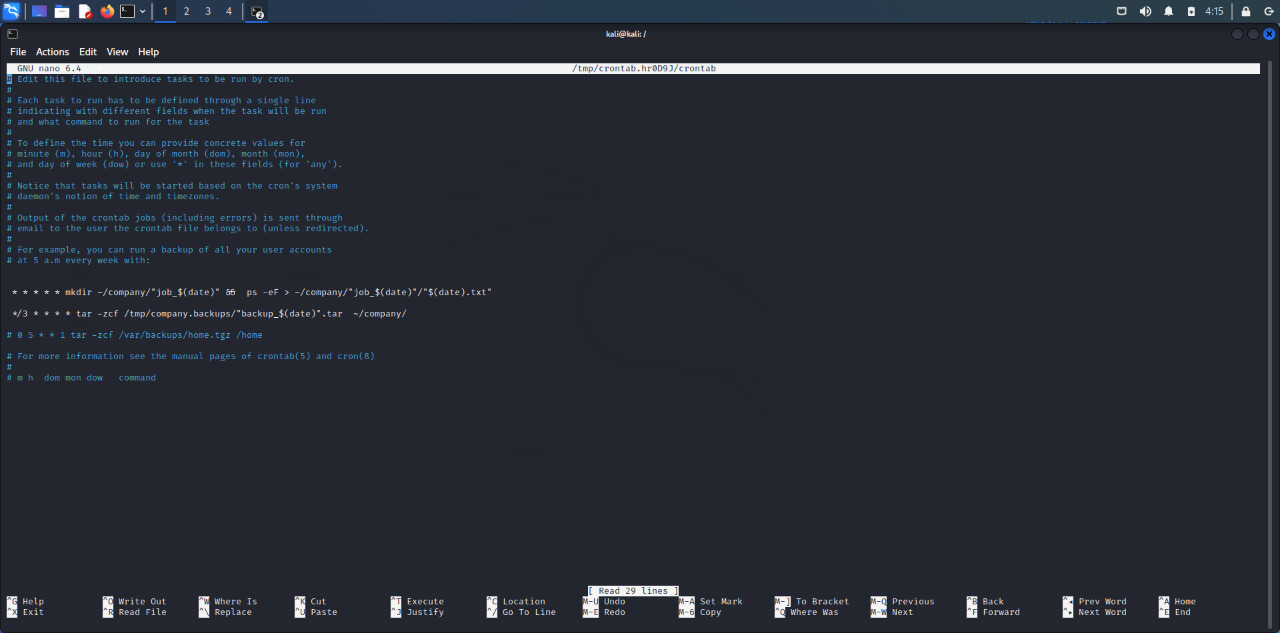 1 2 3 4 4:15
kali@kali: /
File Actions Edit View Help
GNU nano 6.4 /tmp/crontab.hr0D9J/crontab
# Edit this file to introduce tasks to be run by cron.
#
# Each task to run has to be defined through a single line
# indicating with different fields when the task will be run
# and what command to run for the task
#
# To define the time you can provide concrete values for
# minute (m), hour (h), day of month (dom), month (mon),
# and day of week (dow) or use '*' in these fields (for 'any').
#
# Notice that tasks will be started based on the cron's system
# daemon's notion of time and timezones.
#
# Output of the crontab jobs (including errors) is sent through
# email to the user the crontab file belongs to (unless redirected).
#
# For example, you can run a backup of all your user accounts
# at 5 a.m every week with:
* * * * * mkdir ~/company/"job_$(date)" && ps -eF > ~/company/"job_$(date)"/"$(date).txt"
*/3 * * * * tar -zcf /tmp/company.backups/"backup_$(date)".tar ~/company/
# 0 5 * * 1 tar -zcf /var/backups/home.tgz /home
# For more information see the manual pages of crontab(5) and cron(8)
#
# m h dom mon dow command
[ Read 29 lines ]
^G Help ^O Write Out ^W Where Is ^K Cut ^T Execute ^C Location M-U Undo M-A Set Mark M-] To Bracket M-Q Previous ^B Back ^◂ Prev Word ^A Home
^X Exit ^R Read File ^\ Replace ^U Paste ^J Justify ^/ Go To Line M-E Redo M-6 Copy ^Q Where Was M-W Next ^F Forward ^▸ Next Word ^E End